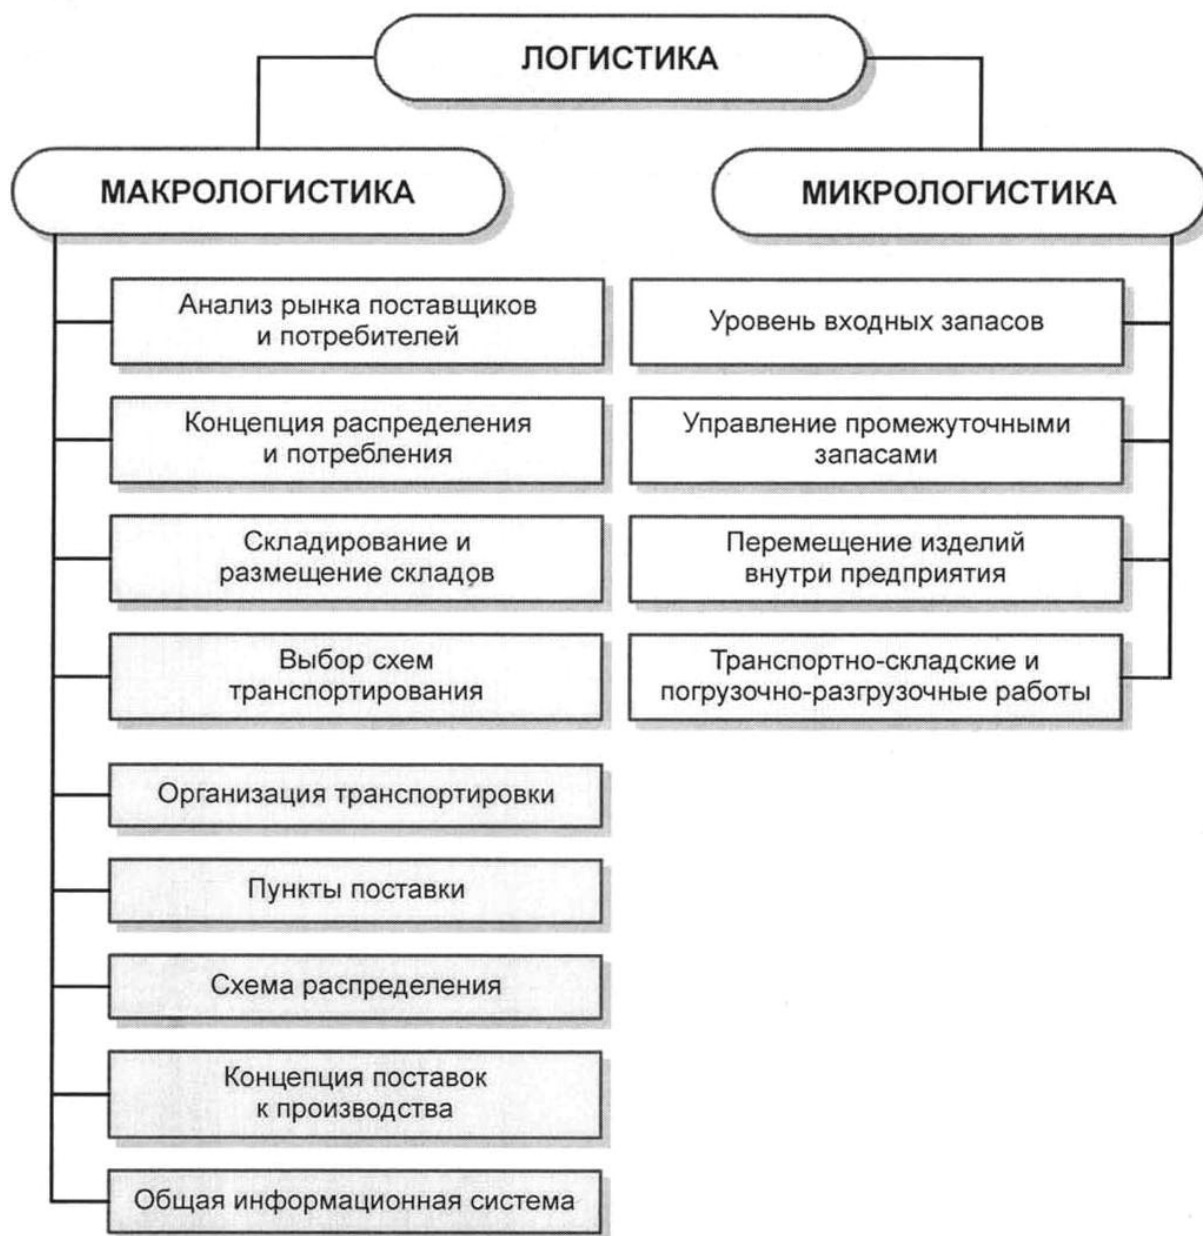 ЛОГИСТИКА
МАКРОЛОГИСТИКА
МИКРОЛОГИСТИКА
Анализ рынка поставщиков
и потребителей
Концепция распределения
и потребления
Складирование и
размещение складов
Выбор схем
транспортирования
Организация транспортировки
Пункты поставки
Схема распределения
Концепция поставок
к производства
Общая информационная система
Уровень входных запасов
Управление промежуточными
запасами
Перемещение изделий
внутри предприятия
Транспортно-складские и
погрузочно-разгрузочные работы